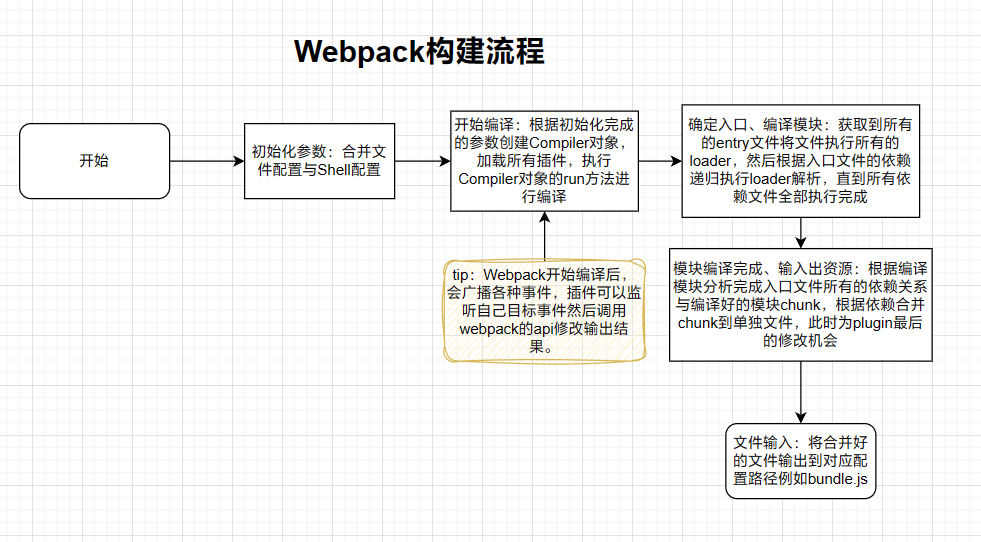 Webpack构建流程
开始
初始化参数：合并文
件配置与Shell配置
开始编译：根据初始化完成
的参数创建Compiler对象，
加载所有插件，执行
Compiler对象的run方法进
行编译
确定入口、编译模块：获取到所有
的entry文件将文件执行所有的
loader，然后根据入口文件的依赖
递归执行loader解析，直到所有依
赖文件全部执行完成
tip：Webpack开始编译后，
会广播各种事件，插件可以监
听自己目标事件然后调用
webpack的api修改输出结
果。
模块编译完成、输入出资源：根据编译
模块分析完成入口文件所有的依赖关系
与编译好的模块chunk，根据依赖合并
chunk到单独文件，此时为plugin最后
的修改机会
文件输入：将合并好
的文件输出到对应配
置路径例如bundle.js